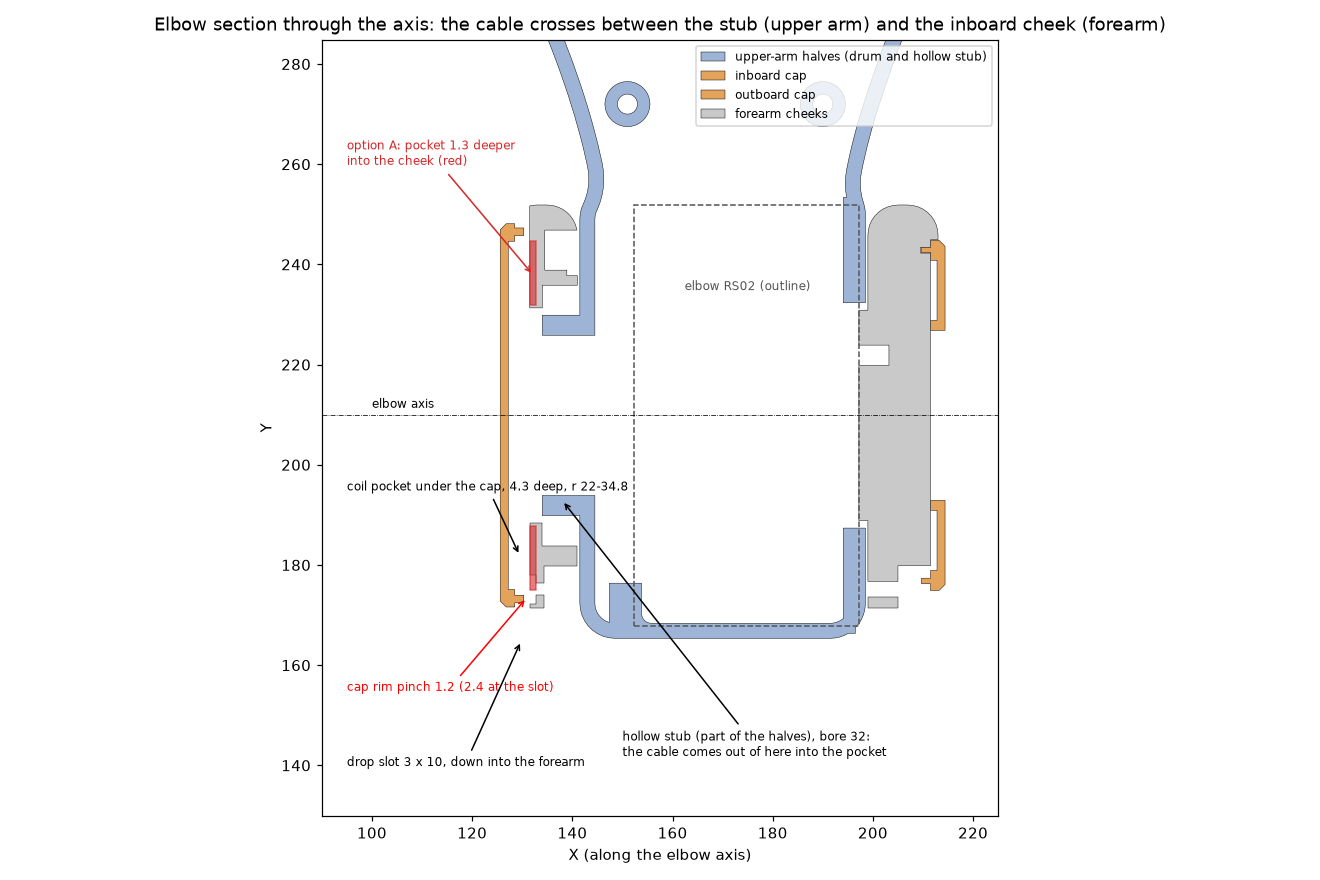 Elbow section through the axis: the cable crosses between the stub (upper arm) and the inboard cheek (forearm)
upper-arm halves (drum and hollow stub)
inboard cap
outboard cap
forearm cheeks
option A: pocket 1.3 deeper
into the cheek (red)
elbow RS02 (outline)
elbow axis
coil pocket under the cap, 4.3 deep, r 22-34.8
cap rim pinch 1.2 (2.4 at the slot)
hollow stub (part of the halves), bore 32:
the cable comes out of here into the pocket
drop slot 3 x 10, down into the forearm
280
260
240
220
200
180
160
140
Y
100 120 140 160 180 200 220
X (along the elbow axis)